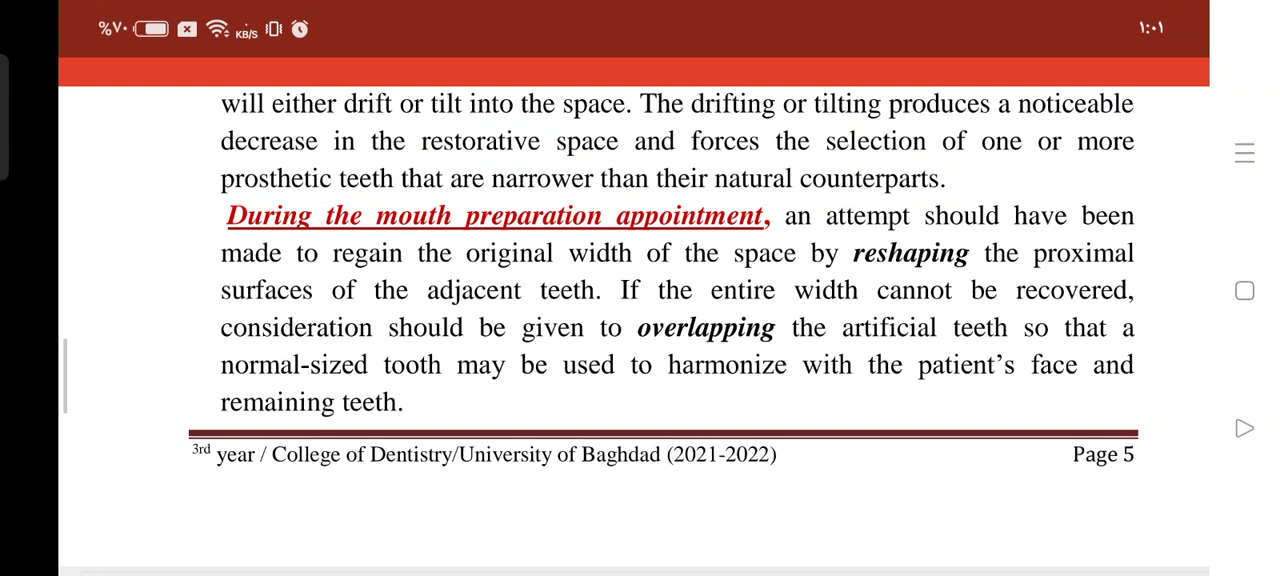 %٧٠ KB/S ١:٠١
will either drift or tilt into the space. The drifting or tilting produces a noticeable
decrease in the restorative space and forces the selection of one or more
prosthetic teeth that are narrower than their natural counterparts.
During the mouth preparation appointment, an attempt should have been
made to regain the original width of the space by reshaping the proximal
surfaces of the adjacent teeth. If the entire width cannot be recovered,
consideration should be given to overlapping the artificial teeth so that a
normal-sized tooth may be used to harmonize with the patient’s face and
remaining teeth.
3rd year / College of Dentistry/University of Baghdad (2021-2022) Page 5